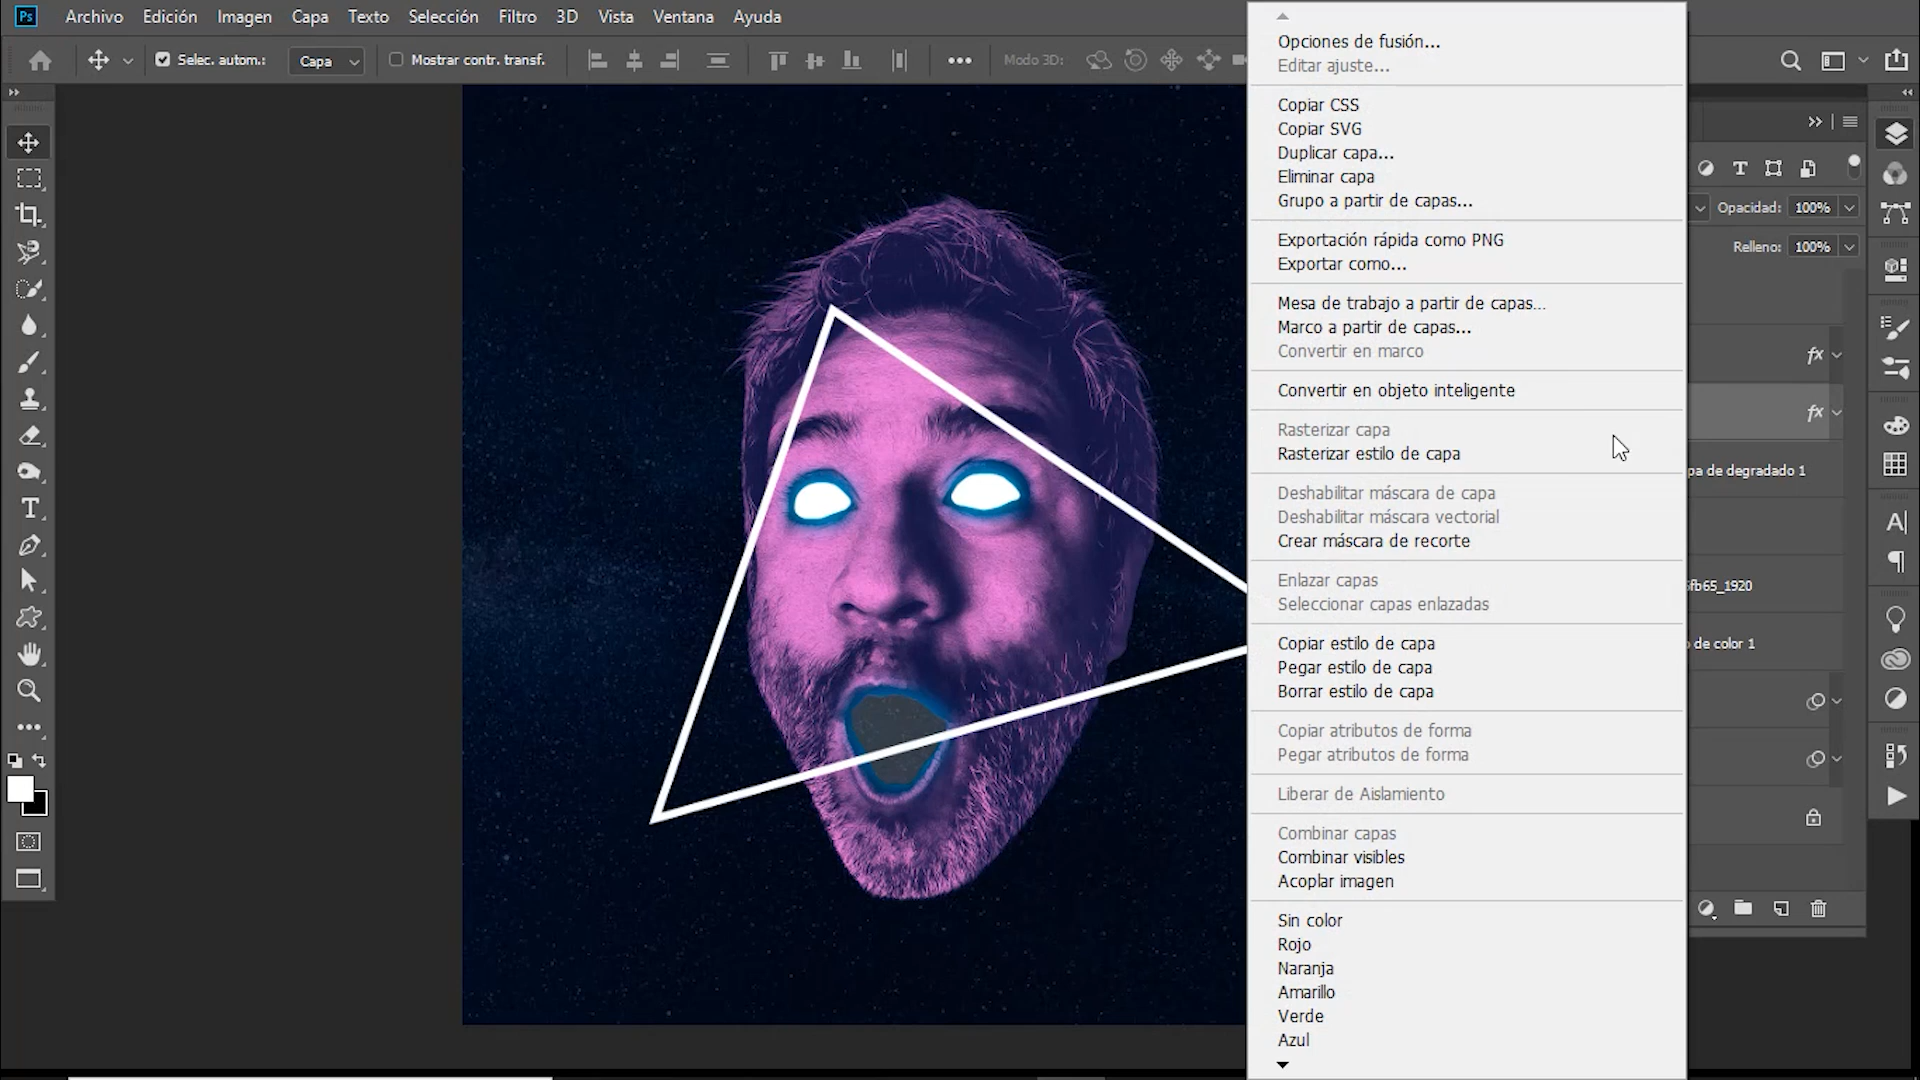 Ps Archivo Edición Imagen Capa Texto Selección Filtro 3D Vista Ventana Ayuda
Selec. autom.: Capa Mostrar contr. transf. Modo 3D:
Opciones de fusión...
Editar ajuste...
Copiar CSS
Copiar SVG
Duplicar capa...
Eliminar capa
Grupo a partir de capas...
Exportación rápida como PNG
Exportar como...
Mesa de trabajo a partir de capas...
Marco a partir de capas...
Convertir en marco
Convertir en objeto inteligente
Rasterizar capa
Rasterizar estilo de capa
Deshabilitar máscara de capa
Deshabilitar máscara vectorial
Crear máscara de recorte
Enlazar capas
Seleccionar capas enlazadas
Copiar estilo de capa
Pegar estilo de capa
Borrar estilo de capa
Copiar atributos de forma
Pegar atributos de forma
Liberar de Aislamiento
Combinar capas
Combinar visibles
Acoplar imagen
Sin color
Rojo
Naranja
Amarillo
Verde
Azul
Opacidad: 100%
Relleno: 100%
fx
fx
pa de degradado 1
5fb65_1920
o de color 1